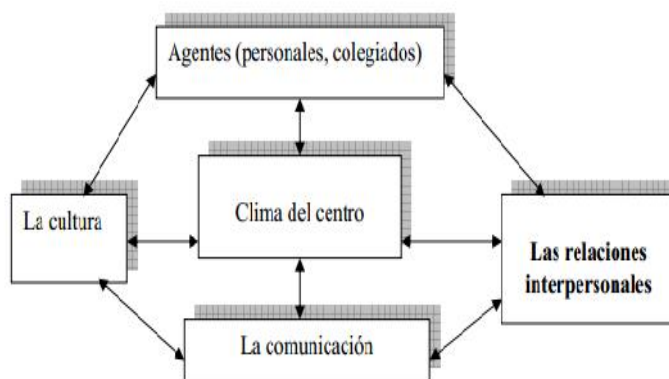 Agentes (personales, colegiados)
La cultura
Clima del centro
Las relaciones
interpersonales
La comunicación